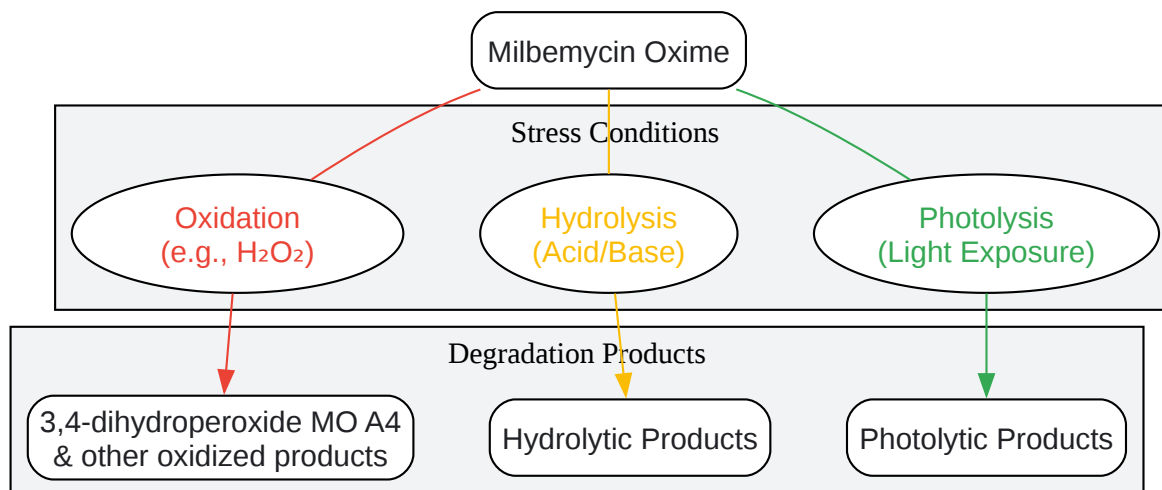 Milbemycin Oxime
Stress Conditions
Oxidation
(e.g., H₂O₂)
Hydrolysis
(Acid/Base)
Photolysis
(Light Exposure)
Degradation Products
3,4-dihydroperoxide MO A4
& other oxidized products
Hydrolytic Products
Photolytic Products